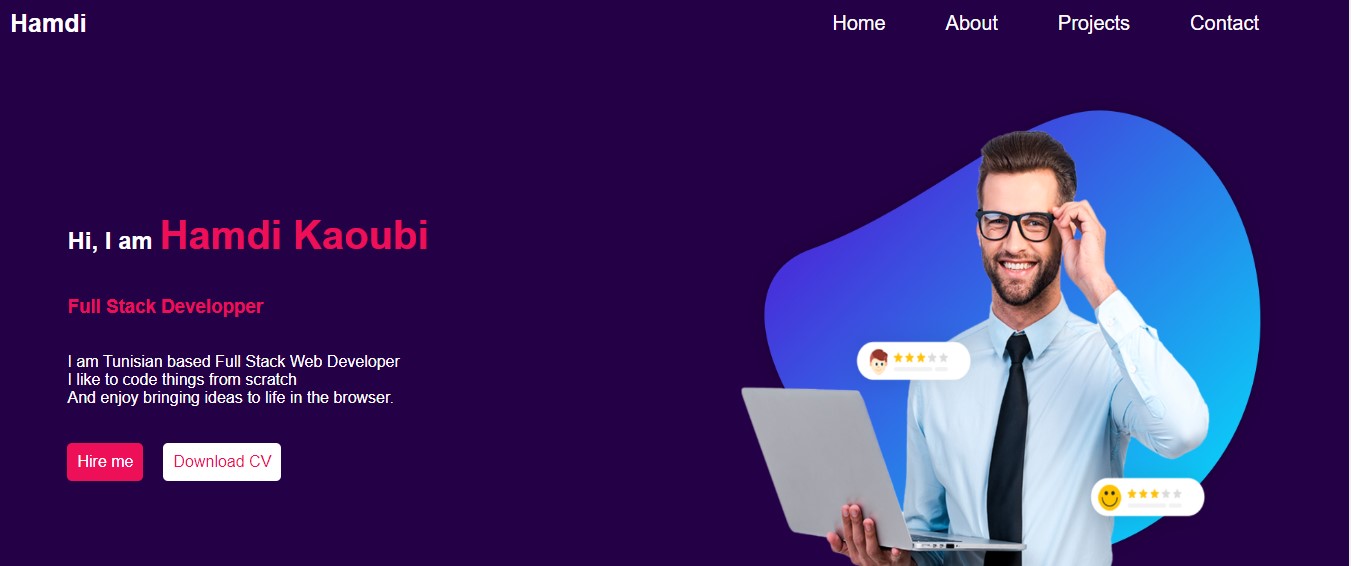 Hamdi
Home About Projects Contact
Hi, I am Hamdi Kaoubi
Full Stack Developper
I am Tunisian based Full Stack Web Developer
I like to code things from scratch
And enjoy bringing ideas to life in the browser.
Hire me Download CV